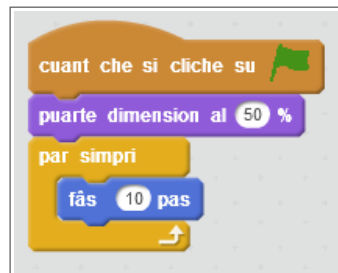 cuant che si cliche su
puarte dimension al 50 %
par simpri
fâs 10 pas